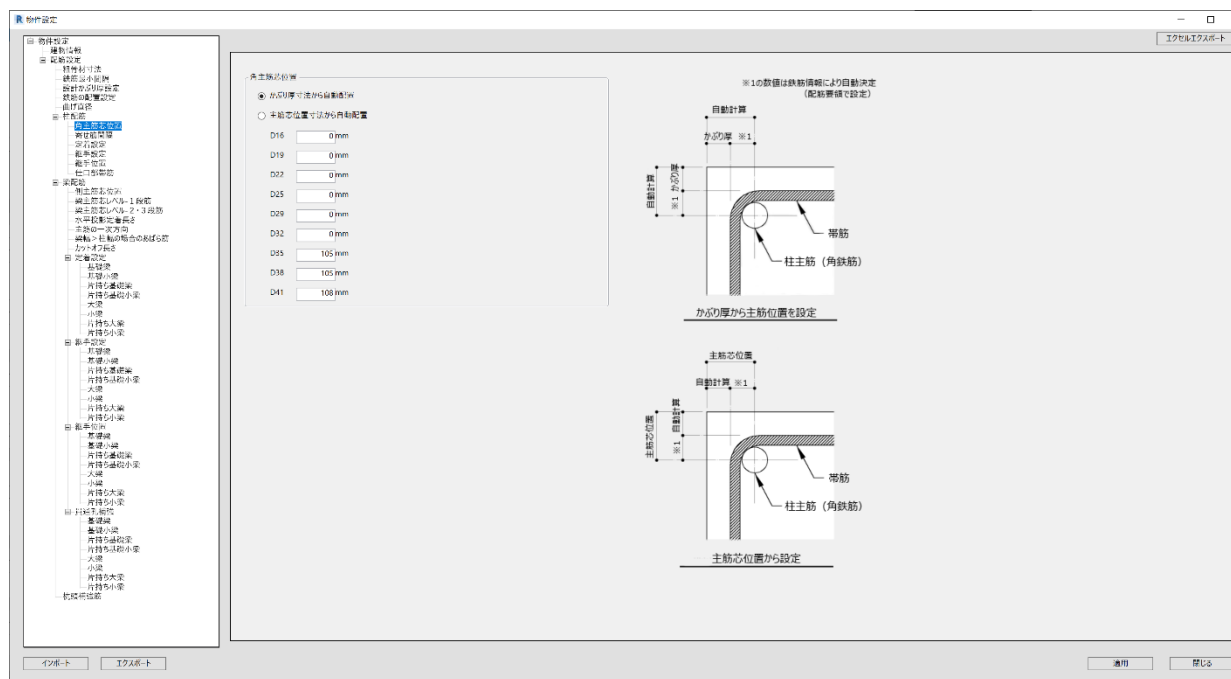 物件設定
エクセルエクスポート
物件設定
建物情報
配筋設定
躯体材寸法
鉄筋最小間隔
設計かぶり厚設定
鉄筋の配置設定
曲げ直径
柱配筋
角主筋芯位置
寄せ筋間隔
定着設定
継手設定
継手位置
仕口部帯筋
梁配筋
側主筋芯位置
梁主筋芯レベル-1段筋
梁主筋芯レベル-2・3段筋
水平投影定着長さ
主筋の一次方向
梁幅＞柱幅の場合のあばら筋
カットオフ長さ
定着設定
基礎梁
基礎小梁
片持ち基礎梁
片持ち基礎小梁
大梁
小梁
片持ち大梁
片持ち小梁
継手設定
基礎梁
基礎小梁
片持ち基礎梁
片持ち基礎小梁
大梁
小梁
片持ち大梁
片持ち小梁
継手位置
基礎梁
基礎小梁
片持ち基礎梁
片持ち基礎小梁
大梁
小梁
片持ち大梁
片持ち小梁
貫通孔補強
基礎梁
基礎小梁
片持ち基礎梁
片持ち基礎小梁
大梁
小梁
片持ち大梁
片持ち小梁
杭頭補強筋
角主筋芯位置
かぶり厚寸法から自動配置
主筋芯位置寸法から自動配置
D16 0 mm
D19 0 mm
D22 0 mm
D25 0 mm
D29 0 mm
D32 0 mm
D35 105 mm
D38 105 mm
D41 108 mm
※1の数値は鉄筋情報により自動決定
（配筋要領で設定）
自動計算
かぶり厚 ※1
自動計算
※1 かぶり厚
帯筋
柱主筋（角鉄筋）
かぶり厚から主筋位置を設定
主筋芯位置
自動計算 ※1
主筋芯位置
※1 自動計算
帯筋
柱主筋（角鉄筋）
主筋芯位置から設定
インポート
エクスポート
適用
閉じる